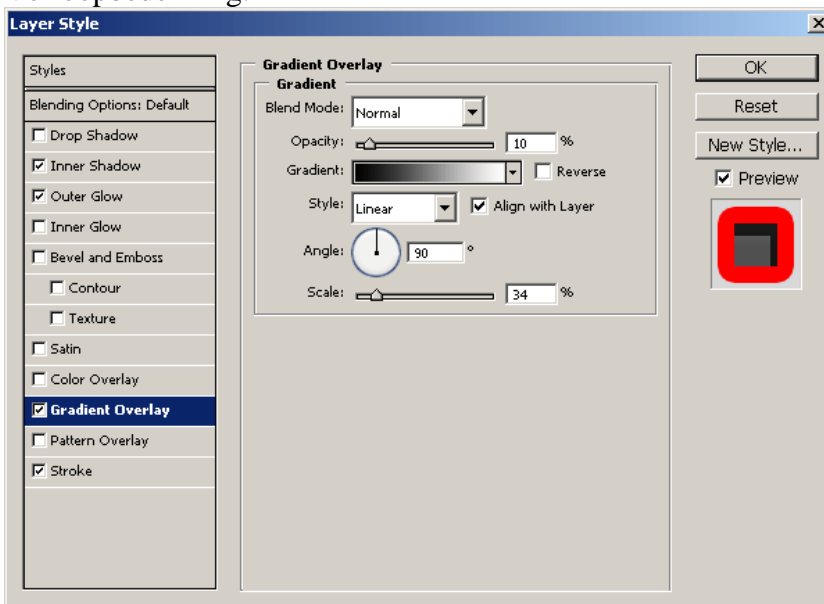 Layer Style
Styles
Blending Options: Default
Drop Shadow
Inner Shadow
Outer Glow
Inner Glow
Bevel and Emboss
Contour
Texture
Satin
Color Overlay
Gradient Overlay
Pattern Overlay
Stroke
Gradient Overlay
Gradient
Blend Mode: Normal
Opacity: 10 %
Gradient: Reverse
Style: Linear Align with Layer
Angle: 90 °
Scale: 34 %
OK
Reset
New Style...
Preview